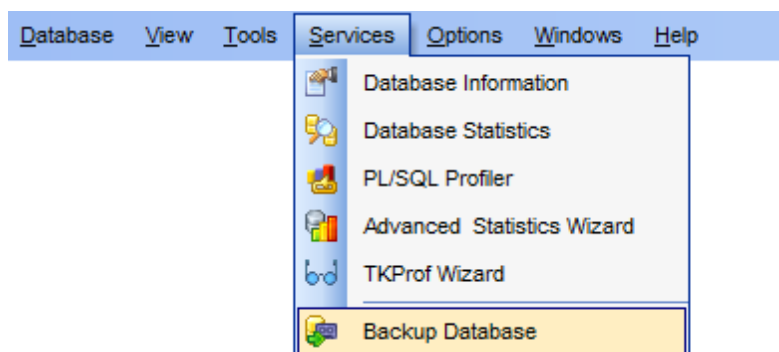 Database View Tools Services Options Windows Help
Database Information
Database Statistics
PL/SQL Profiler
Advanced  Statistics Wizard
TKProf Wizard
Backup Database